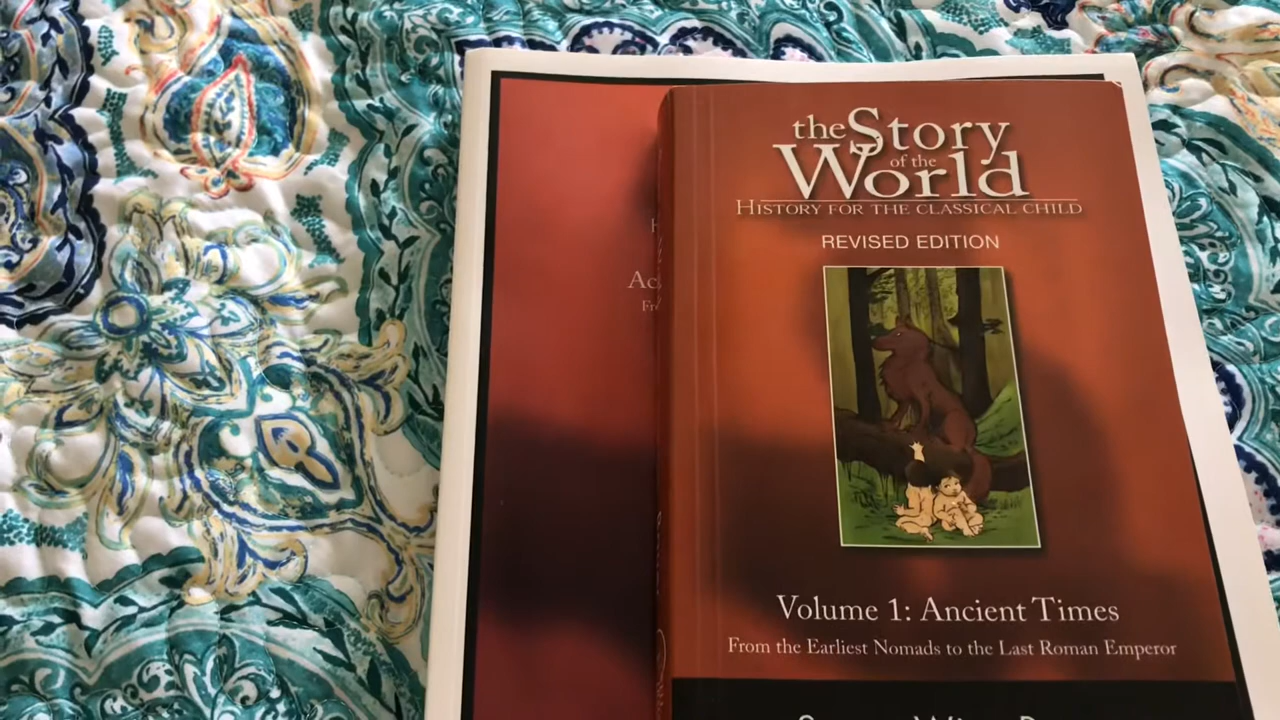 the Story
of the
World
HISTORY FOR THE CLASSICAL CHILD
REVISED EDITION
Volume 1: Ancient Times
From the Earliest Nomads to the Last Roman Emperor